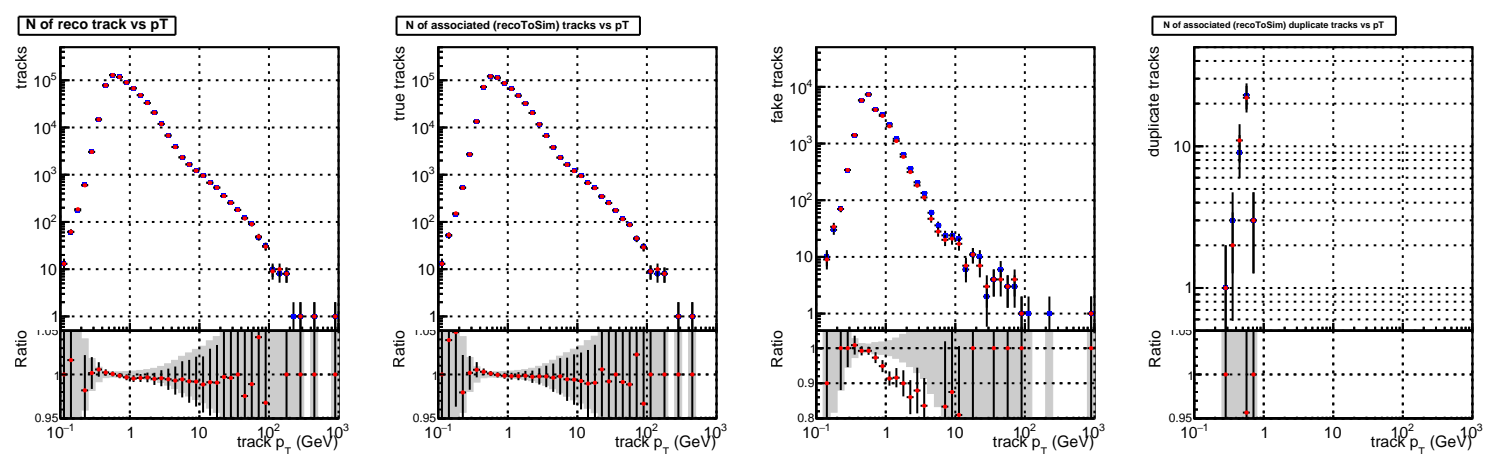 N of reco track vs pT
tracks
10^5
10^4
10^3
10^2
10
1
Ratio
1.05
1
0.95
10^-1 1 10 10^2 10^3
track p_T (GeV)
N of associated (recoToSim) tracks vs pT
true tracks
10^5
10^4
10^3
10^2
10
1
Ratio
1.05
1
0.95
10^-1 1 10 10^2 10^3
track p_T (GeV)
fake tracks
10^4
10^3
10^2
10
1
Ratio
1
0.9
0.8
10^-1 1 10 10^2 10^3
track p_T (GeV)
N of associated (recoToSim) duplicate tracks vs pT
duplicate tracks
10
1
Ratio
1.05
1
0.95
10^-1 1 10 10^2 10^3
track p_T (GeV)